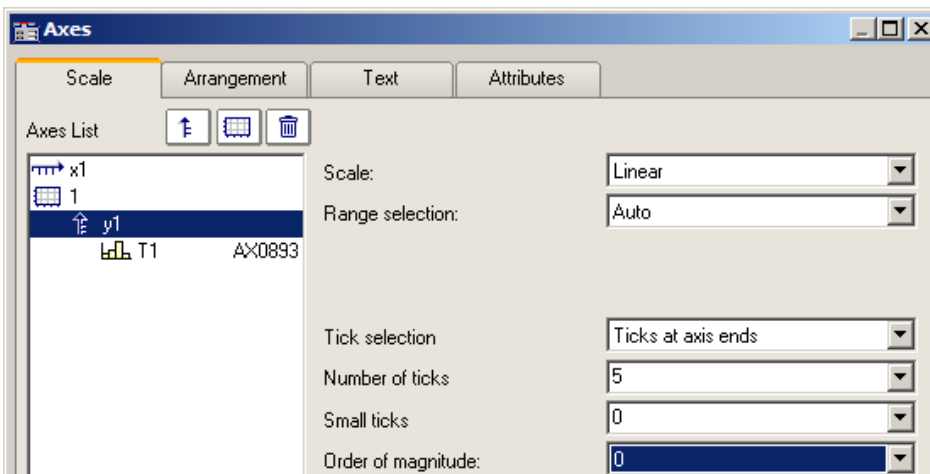 Axes
Scale Arrangement Text Attributes
Axes List
x1
1
y1
T1 AX0893
Scale: Linear
Range selection: Auto
Tick selection Ticks at axis ends
Number of ticks 5
Small ticks 0
Order of magnitude: 0